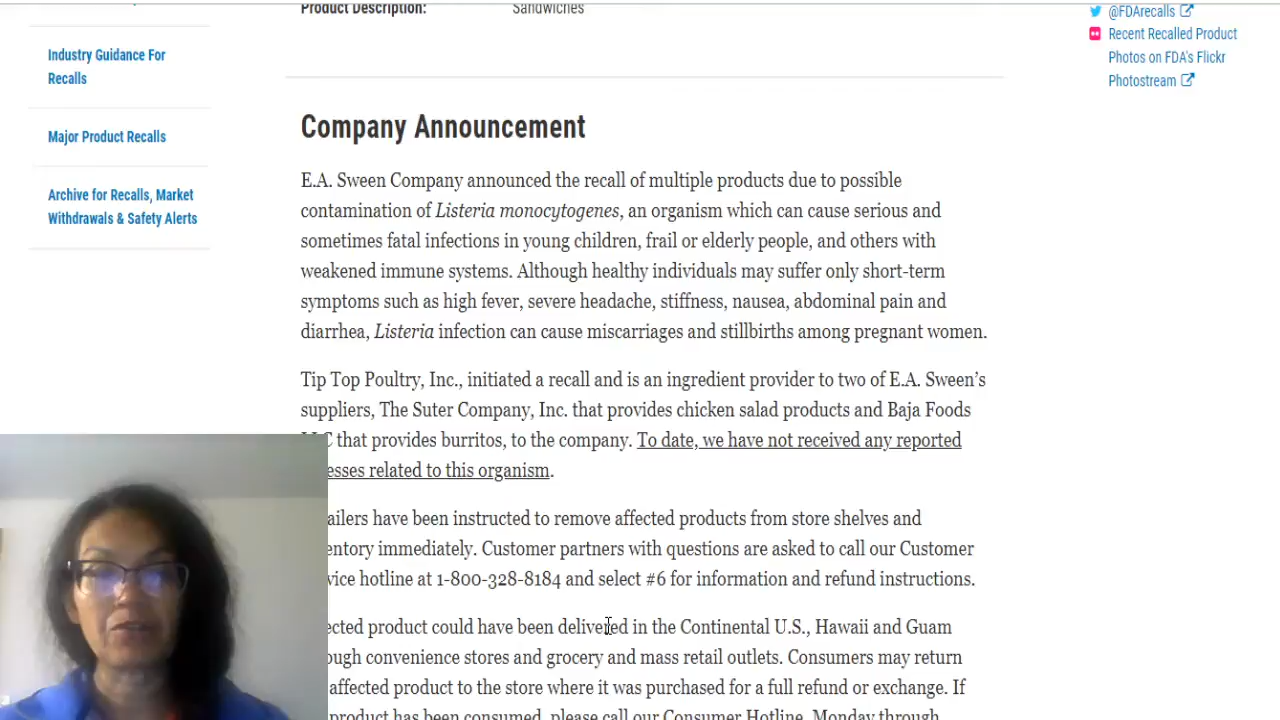 Product Description: Sandwiches
@FDArecalls
Recent Recalled Product
Photos on FDA's Flickr
Photostream
Industry Guidance For
Recalls
Major Product Recalls
Archive for Recalls, Market
Withdrawals & Safety Alerts
Company Announcement
E.A. Sween Company announced the recall of multiple products due to possible
contamination of Listeria monocytogenes, an organism which can cause serious and
sometimes fatal infections in young children, frail or elderly people, and others with
weakened immune systems. Although healthy individuals may suffer only short-term
symptoms such as high fever, severe headache, stiffness, nausea, abdominal pain and
diarrhea, Listeria infection can cause miscarriages and stillbirths among pregnant women.
Tip Top Poultry, Inc., initiated a recall and is an ingredient provider to two of E.A. Sween’s
suppliers, The Suter Company, Inc. that provides chicken salad products and Baja Foods
that provides burritos, to the company. To date, we have not received any reported
related to this organism.
have been instructed to remove affected products from store shelves and
immediately. Customer partners with questions are asked to call our Customer
hotline at 1-800-328-8184 and select #6 for information and refund instructions.
product could have been delivered in the Continental U.S., Hawaii and Guam
convenience stores and grocery and mass retail outlets. Consumers may return
affected product to the store where it was purchased for a full refund or exchange. If
product has been consumed, please call our Consumer Hotline, Monday through